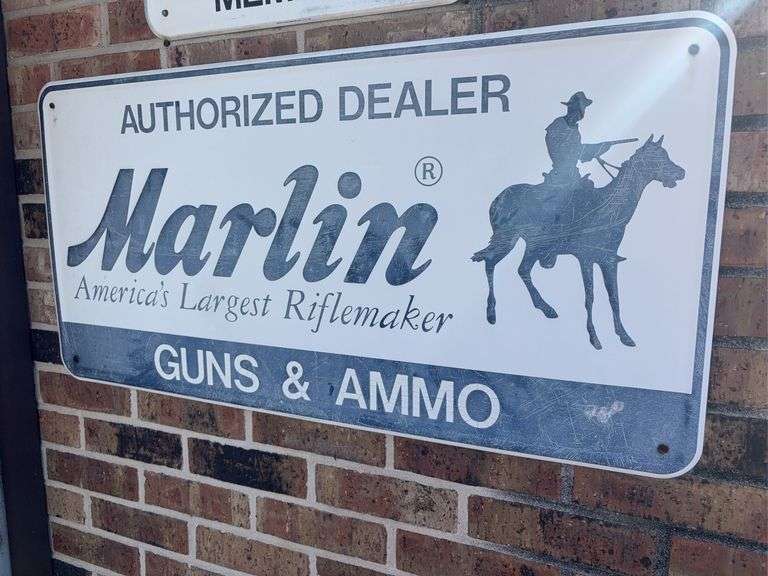 AUTHORIZED DEALER
Marlin®
America's Largest Riflemaker
GUNS & AMMO